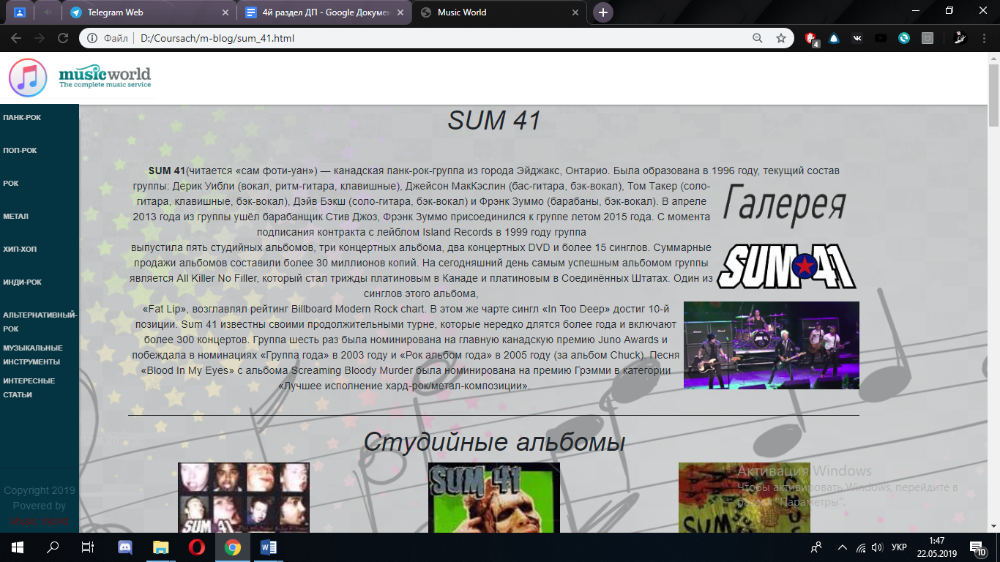 Telegram Web
4й раздел ДП - Google Докумен
Music World
Файл
D:/Coursach/m-blog/sum_41.html
4
musicworld
The complete music service
ПАНК-РОК
ПОП-РОК
РОК
МЕТАЛ
ХИП-ХОП
ИНДИ-РОК
АЛЬТЕРНАТИВНЫЙ-
РОК
МУЗЫКАЛЬНЫЕ
ИНСТРУМЕНТЫ
ИНТЕРЕСНЫЕ
СТАТЬИ
Copyright 2019
Powered by
Music World
SUM 41
SUM 41(читается «сам фоти-уан») — канадская панк-рок-группа из города Эйджакс, Онтарио. Была образована в 1996 году, текущий состав
группы: Дерик Уибли (вокал, ритм-гитара, клавишные), Джейсон МакКэслин (бас-гитара, бэк-вокал), Том Такер (соло-
гитара, клавишные, бэк-вокал), Дэйв Бэкш (соло-гитара, бэк-вокал) и Фрэнк Зуммо (барабаны, бэк-вокал). В апреле
2013 года из группы ушёл барабанщик Стив Джоз, Фрэнк Зуммо присоединился к группе летом 2015 года. С момента
подписания контракта с лейблом Island Records в 1999 году группа
выпустила пять студийных альбомов, три концертных альбома, два концертных DVD и более 15 синглов. Суммарные
продажи альбомов составили более 30 миллионов копий. На сегодняшний день самым успешным альбомом группы
является All Killer No Filler, который стал трижды платиновым в Канаде и платиновым в Соединённых Штатах. Один из
синглов этого альбома,
«Fat Lip», возглавлял рейтинг Billboard Modern Rock chart. В этом же чарте сингл «In Too Deep» достиг 10-й
позиции. Sum 41 известны своими продолжительными турне, которые нередко длятся более года и включают
более 300 концертов. Группа шесть раз была номинирована на главную канадскую премию Juno Awards и
побеждала в номинациях «Группа года» в 2003 году и «Рок альбом года» в 2005 году (за альбом Chuck). Песня
«Blood In My Eyes» с альбома Screaming Bloody Murder была номинирована на премию Грэмми в категории
«Лучшее исполнение хард-рок/метал-композиции».
Галерея
SUM 41
Студийные альбомы
SUM 41
SUM 41
SUM
Активация Windows
Чтобы активировать Windows, перейдите в
раздел "Параметры".
УКР
1:47
22.05.2019
10